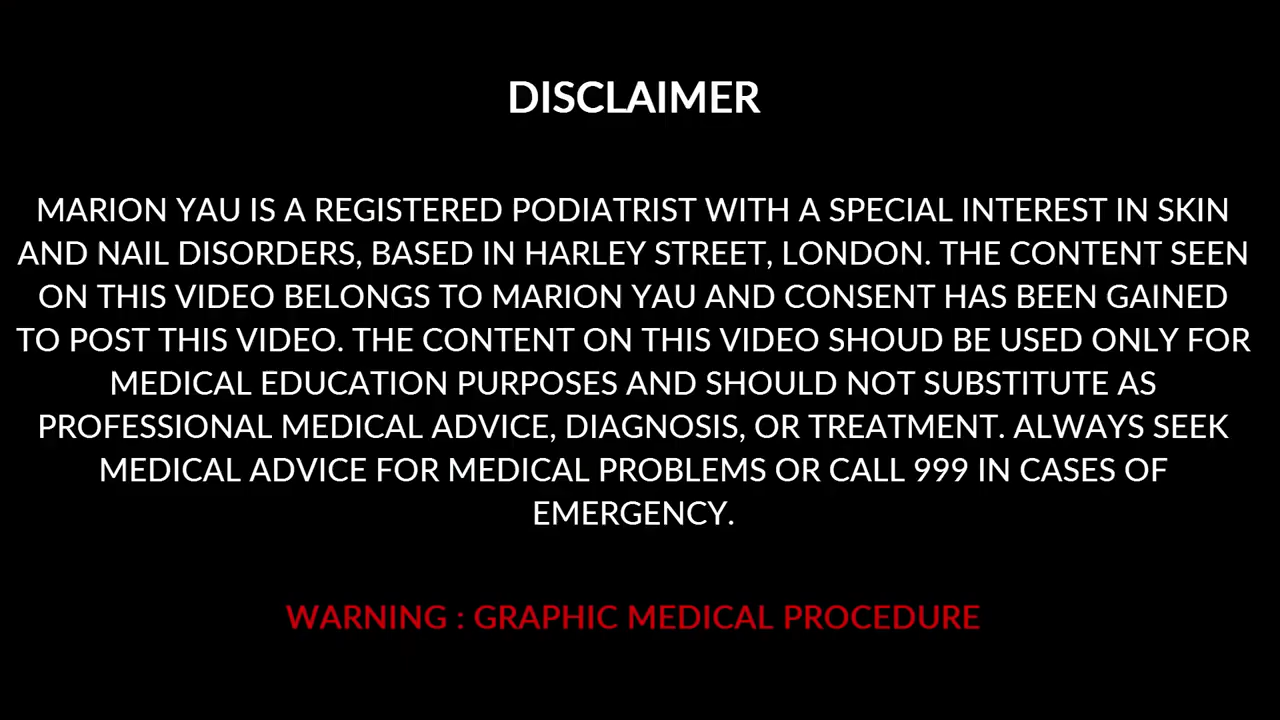 DISCLAIMER
MARION YAU IS A REGISTERED PODIATRIST WITH A SPECIAL INTEREST IN SKIN
AND NAIL DISORDERS, BASED IN HARLEY STREET, LONDON. THE CONTENT SEEN
ON THIS VIDEO BELONGS TO MARION YAU AND CONSENT HAS BEEN GAINED
TO POST THIS VIDEO. THE CONTENT ON THIS VIDEO SHOUD BE USED ONLY FOR
MEDICAL EDUCATION PURPOSES AND SHOULD NOT SUBSTITUTE AS
PROFESSIONAL MEDICAL ADVICE, DIAGNOSIS, OR TREATMENT. ALWAYS SEEK
MEDICAL ADVICE FOR MEDICAL PROBLEMS OR CALL 999 IN CASES OF
EMERGENCY.
WARNING : GRAPHIC MEDICAL PROCEDURE